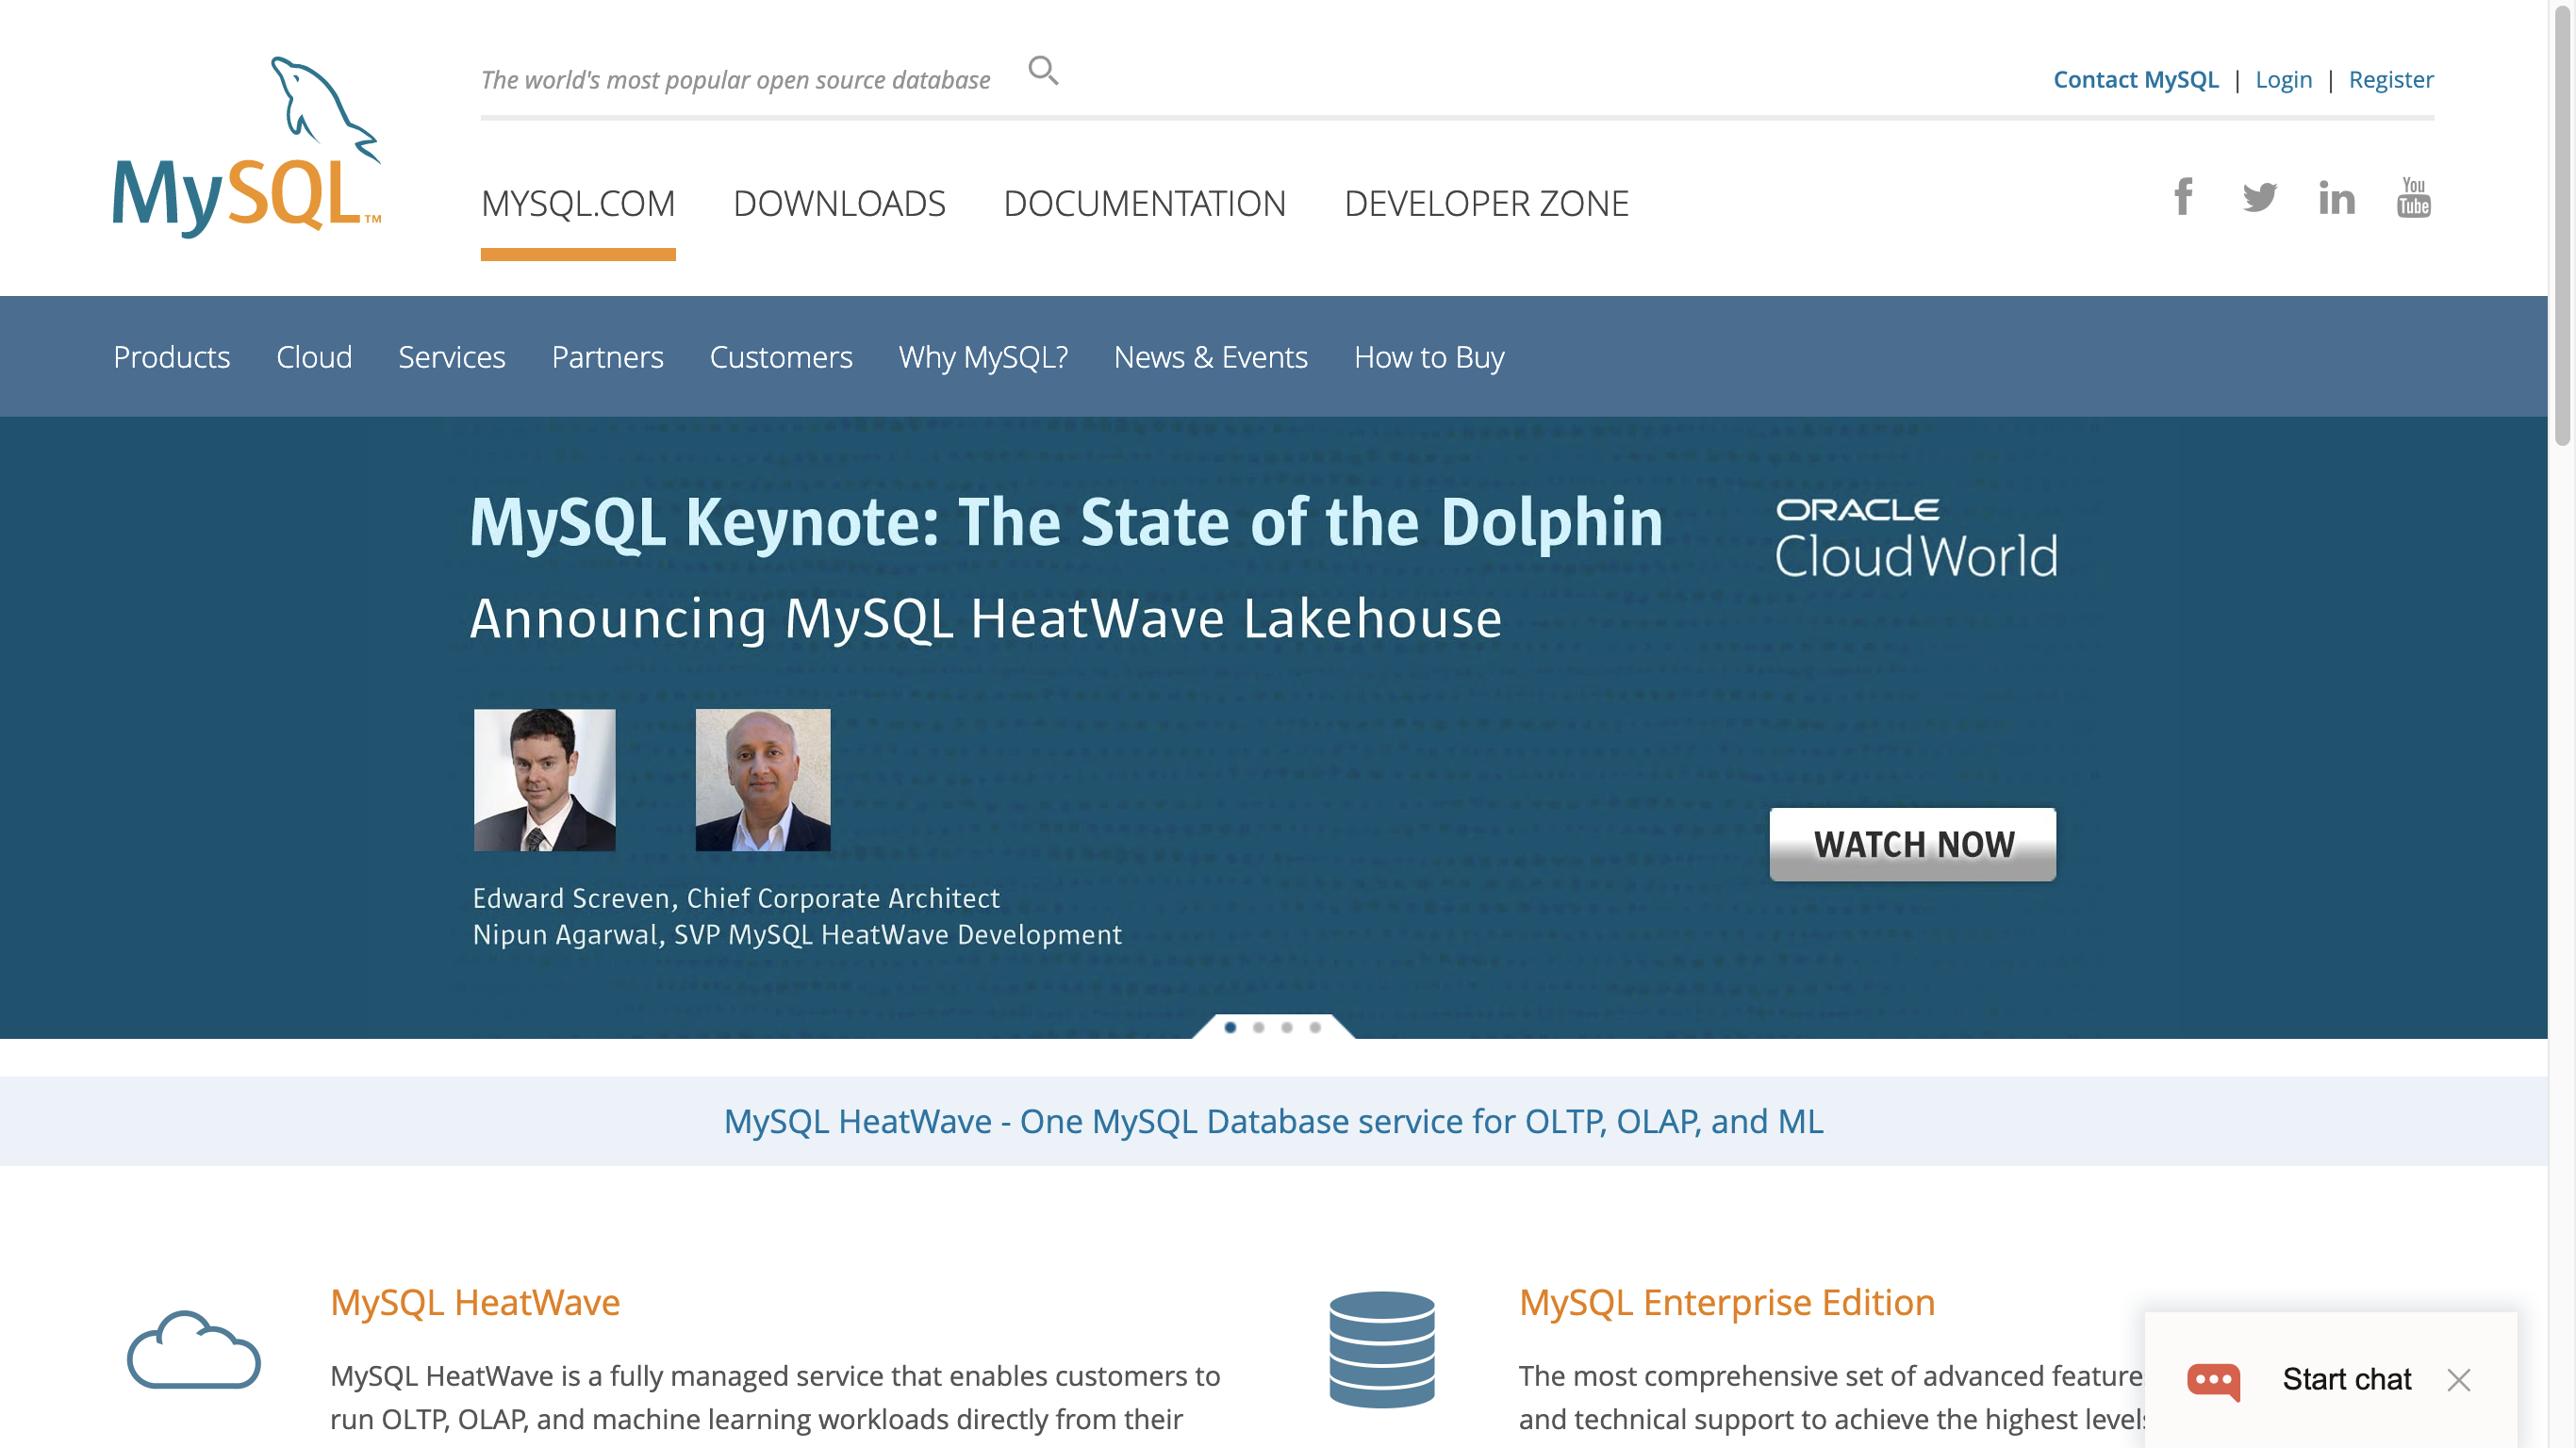 MySQL™
The world's most popular open source database
Contact MySQL | Login | Register
MYSQL.COM DOWNLOADS DOCUMENTATION DEVELOPER ZONE
You
Tube
Products Cloud Services Partners Customers Why MySQL? News & Events How to Buy
MySQL Keynote: The State of the Dolphin
Announcing MySQL HeatWave Lakehouse
ORACLE
CloudWorld
WATCH NOW
Edward Screven, Chief Corporate Architect
Nipun Agarwal, SVP MySQL HeatWave Development
MySQL HeatWave - One MySQL Database service for OLTP, OLAP, and ML
MySQL HeatWave
MySQL HeatWave is a fully managed service that enables customers to
run OLTP, OLAP, and machine learning workloads directly from their
MySQL Enterprise Edition
The most comprehensive set of advanced feature
and technical support to achieve the highest level
Start chat